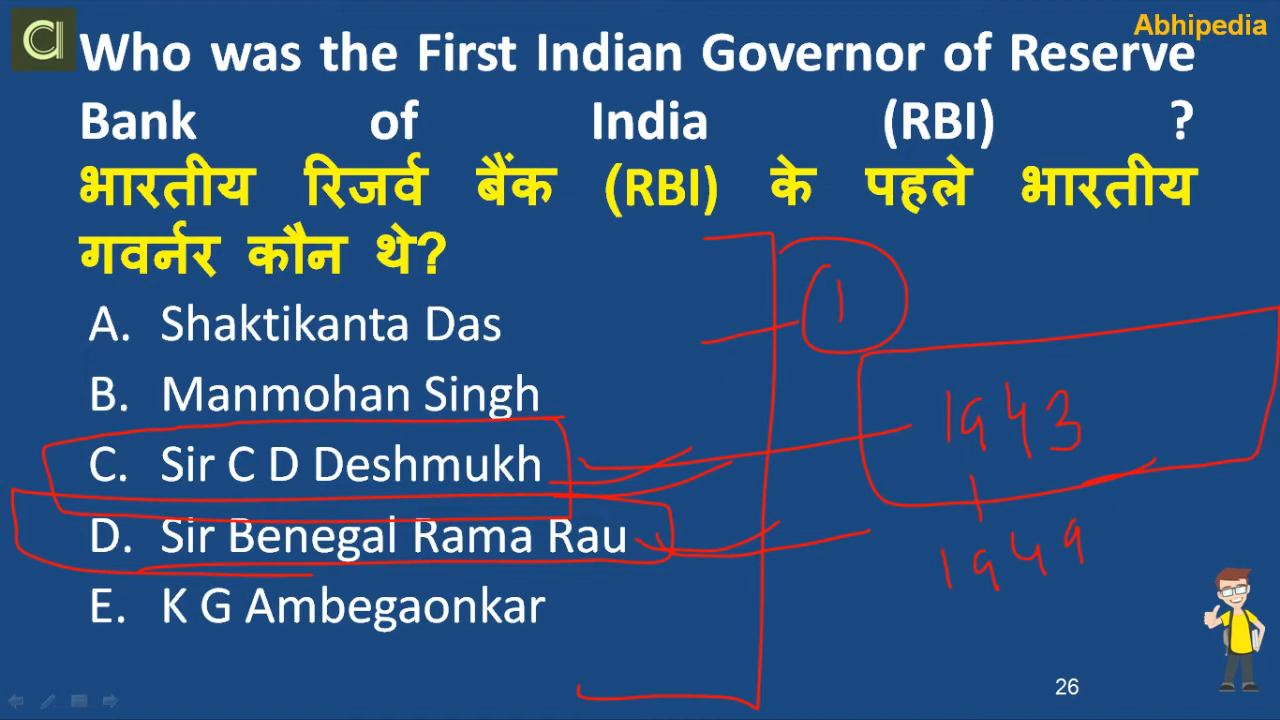 Abhipedia
Who was the First Indian Governor of Reserve
Bank of India (RBI) ?
भारतीय रिजर्व बैंक (RBI) के पहले भारतीय
गवर्नर कौन थे?
A. Shaktikanta Das
B. Manmohan Singh
C. Sir C D Deshmukh
D. Sir Benegal Rama Rau
E. K G Ambegaonkar
1
1943
1949
26